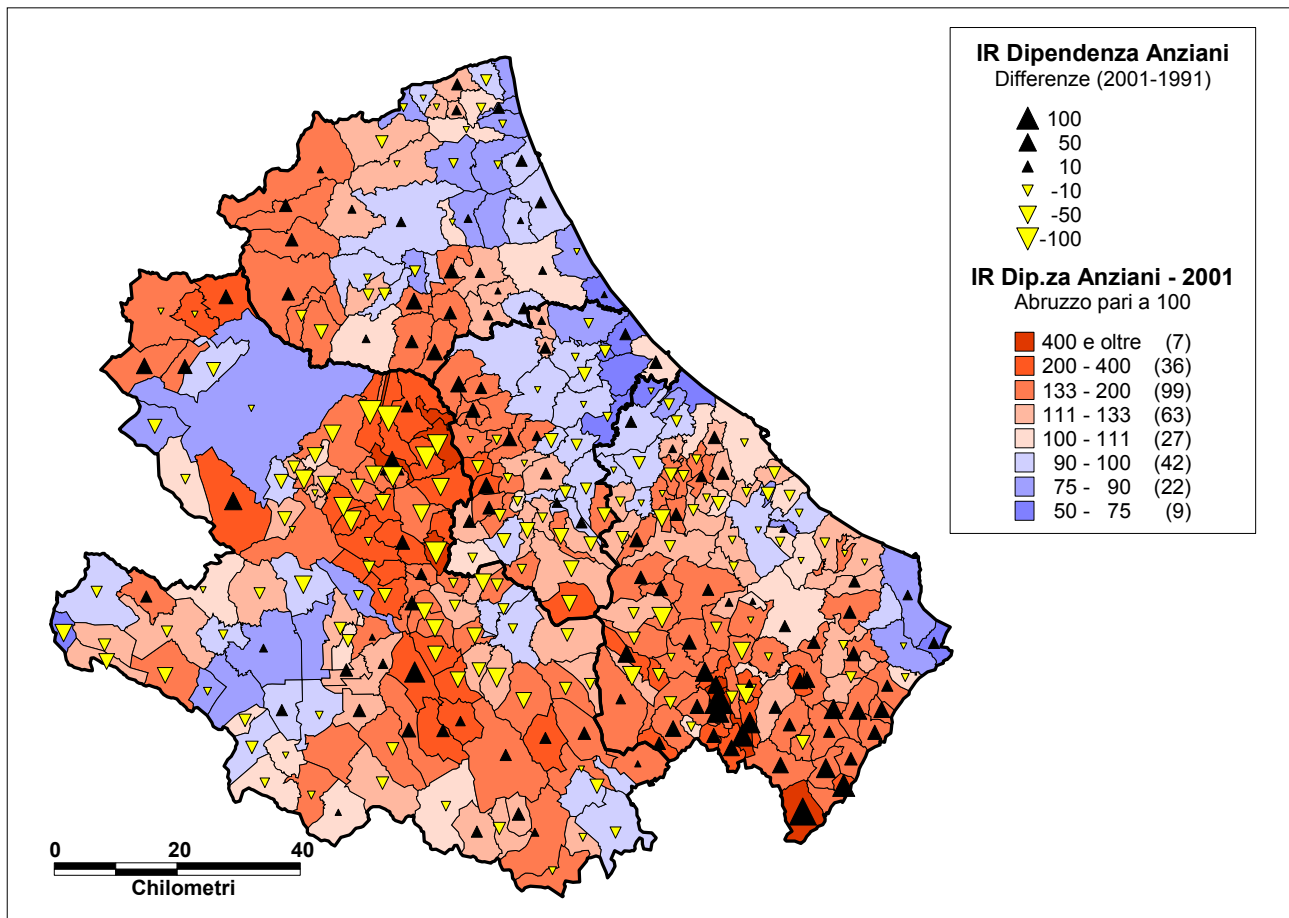 IR Dipendenza Anziani
Differenze (2001-1991)
100
50
10
-10
-50
-100
IR Dip.za Anziani - 2001
Abruzzo pari a 100
400 e oltre (7)
200 - 400 (36)
133 - 200 (99)
111 - 133 (63)
100 - 111 (27)
90 - 100 (42)
75 - 90 (22)
50 - 75 (9)
0 20 40
Chilometri